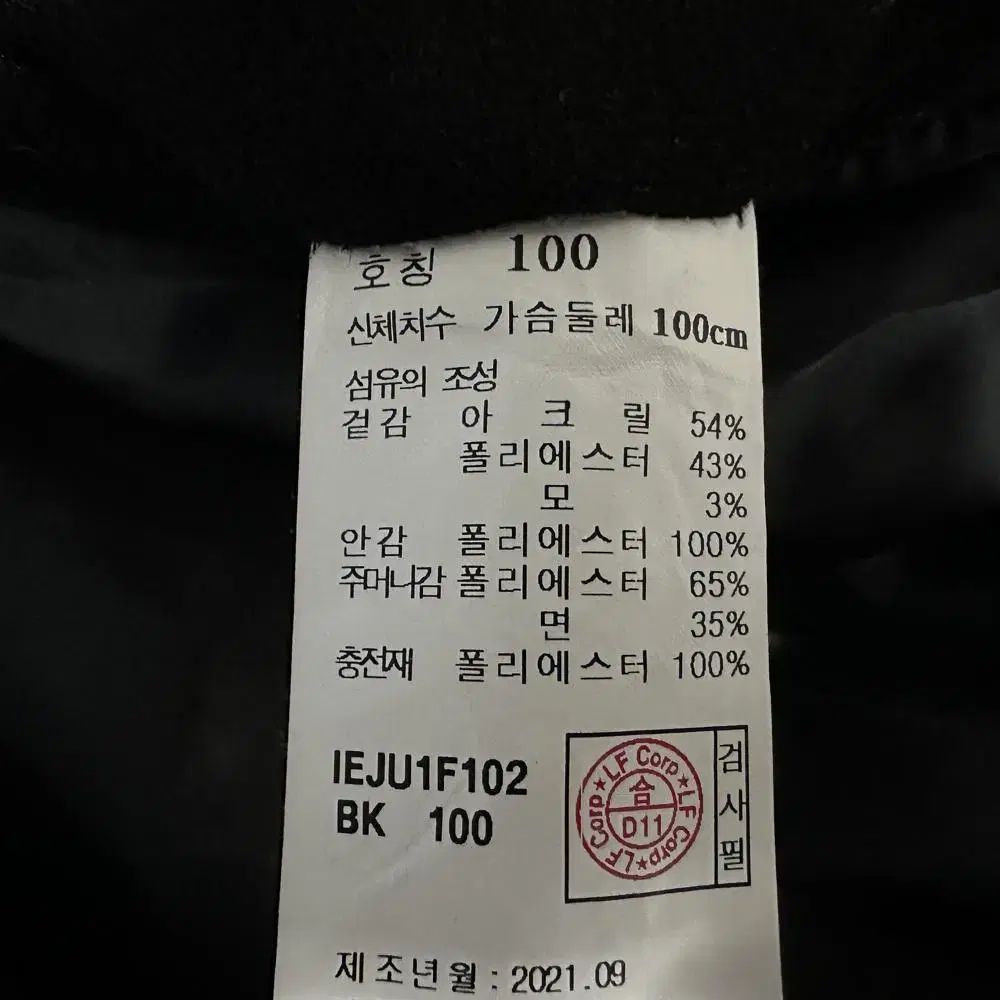 호칭 100
신체치수 가슴둘레 100cm
섬유의 조성
겉감 아크릴 54%
폴리에스터 43%
모 3%
안감 폴리에스터 100%
주머니감 폴리에스터 65%
면 35%
충전재 폴리에스터 100%
IEJU1F102
BK 100
LF Corp★LF Corp★LF Corp★
合
D11
검사필
제조년월 : 2021.09